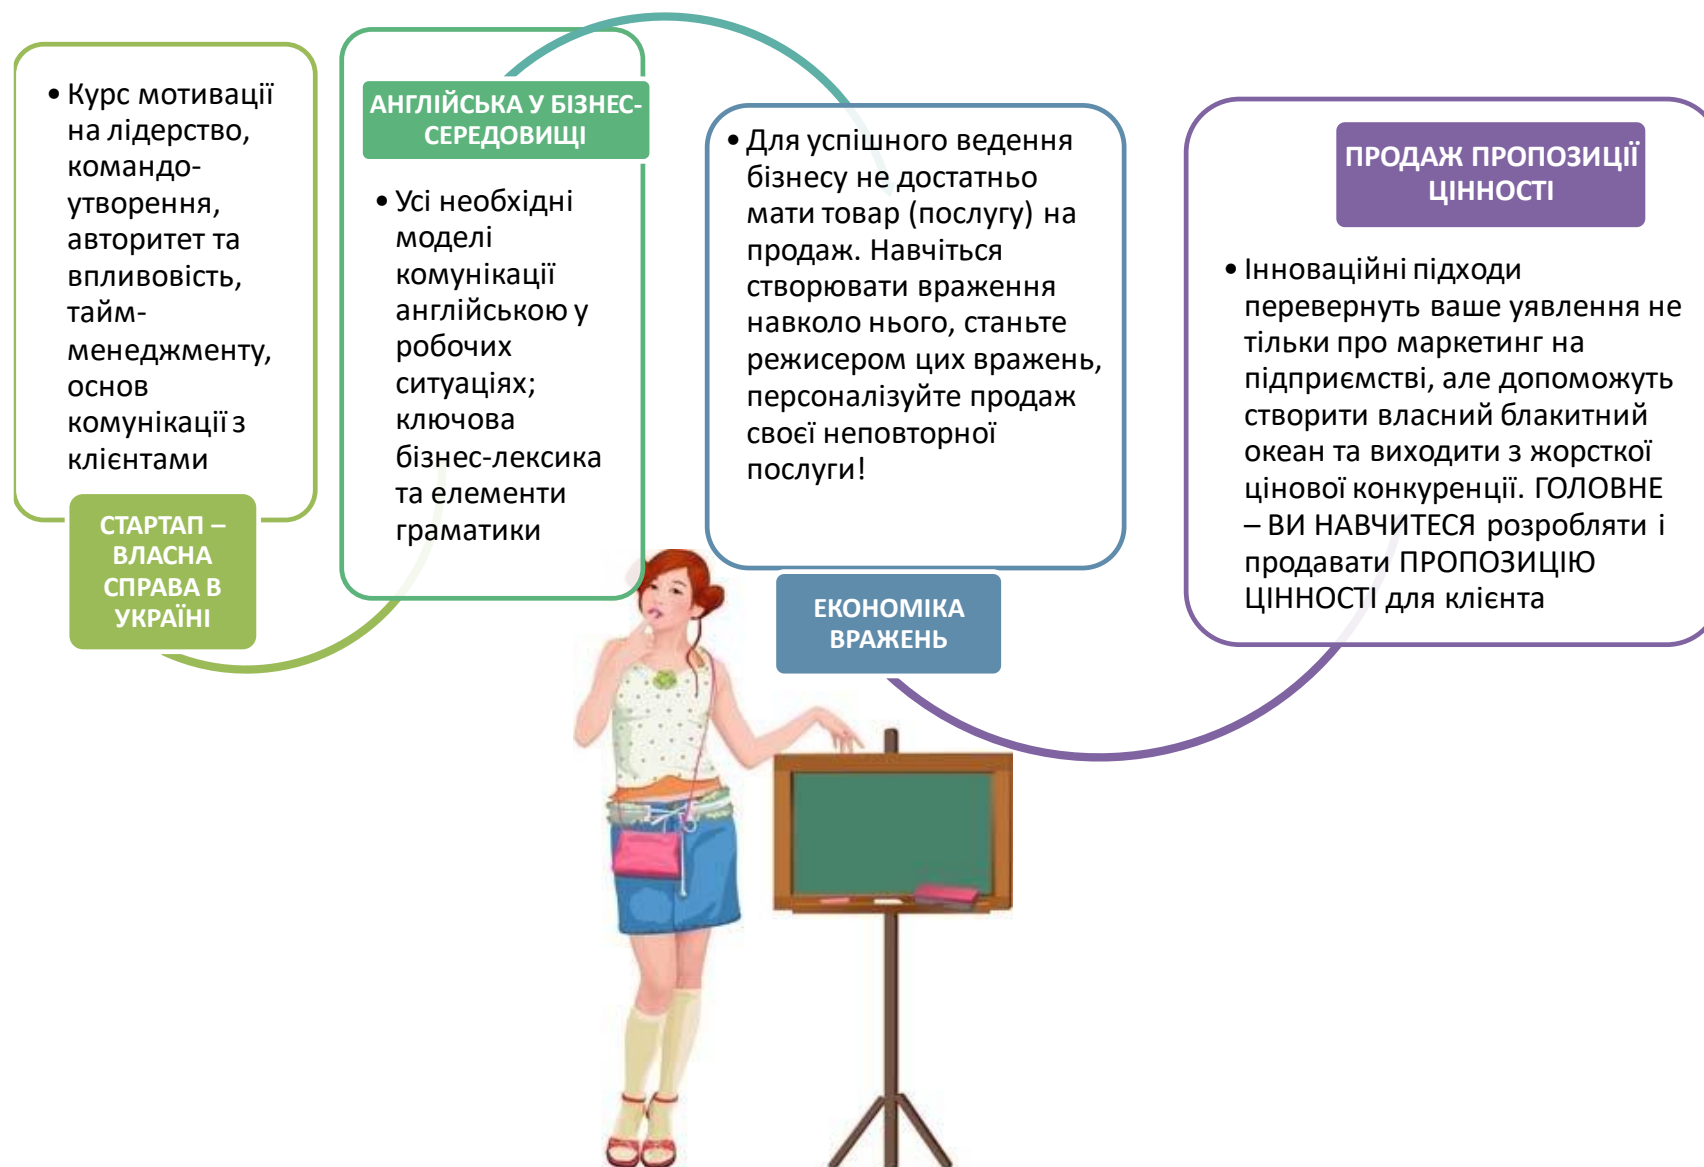 • Курс мотивації
на лідерство,
командо-
утворення,
авторитет та
впливовість,
тайм-
менеджменту,
основ
комунікації з
клієнтами
СТАРТАП –
ВЛАСНА
СПРАВА В
УКРАЇНІ
АНГЛІЙСЬКА У БІЗНЕС-
СЕРЕДОВИЩІ
• Усі необхідні
моделі
комунікації
англійською у
робочих
ситуаціях;
ключова
бізнес-лексика
та елементи
граматики
• Для успішного ведення
бізнесу не достатньо
мати товар (послугу) на
продаж. Навчіться
створювати враження
навколо нього, станьте
режисером цих вражень,
персоналізуйте продаж
своєї неповторної
послуги!
ЕКОНОМІКА
ВРАЖЕНЬ
ПРОДАЖ ПРОПОЗИЦІЇ
ЦІННОСТІ
• Інноваційні підходи
перевернуть ваше уявлення не
тільки про маркетинг на
підприємстві, але допоможуть
створити власний блакитний
океан та виходити з жорсткої
цінової конкуренції. ГОЛОВНЕ
– ВИ НАВЧИТЕСЯ розробляти і
продавати ПРОПОЗИЦІЮ
ЦІННОСТІ для клієнта